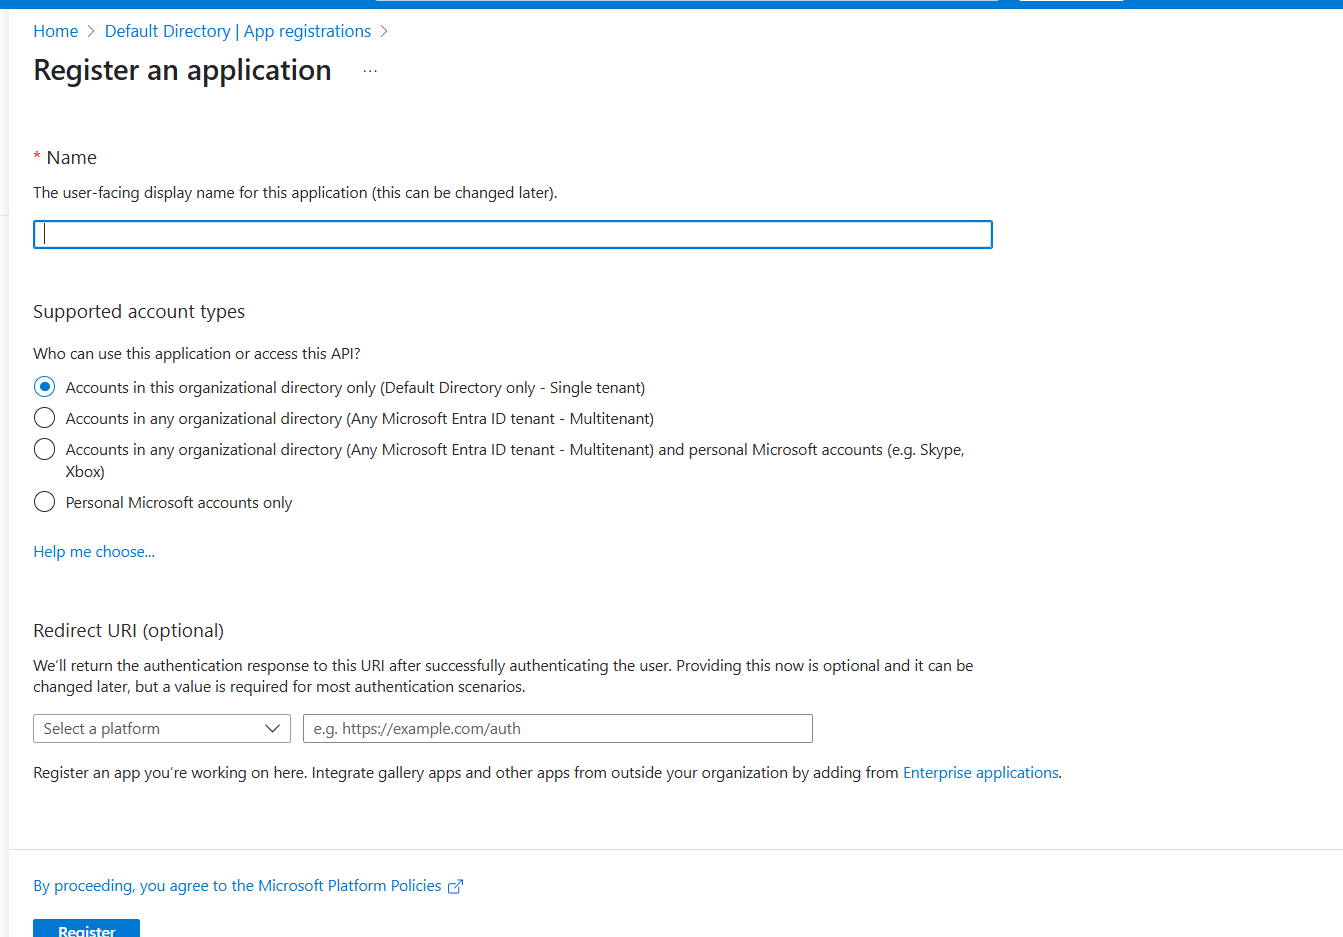 Home > Default Directory | App registrations >
Register an application ...
* Name
The user-facing display name for this application (this can be changed later).
Supported account types
Who can use this application or access this API?
Accounts in this organizational directory only (Default Directory only - Single tenant)
Accounts in any organizational directory (Any Microsoft Entra ID tenant - Multitenant)
Accounts in any organizational directory (Any Microsoft Entra ID tenant - Multitenant) and personal Microsoft accounts (e.g. Skype,
Xbox)
Personal Microsoft accounts only
Help me choose...
Redirect URI (optional)
We'll return the authentication response to this URI after successfully authenticating the user. Providing this now is optional and it can be
changed later, but a value is required for most authentication scenarios.
Select a platform
e.g. https://example.com/auth
Register an app you're working on here. Integrate gallery apps and other apps from outside your organization by adding from Enterprise applications.
By proceeding, you agree to the Microsoft Platform Policies
Register